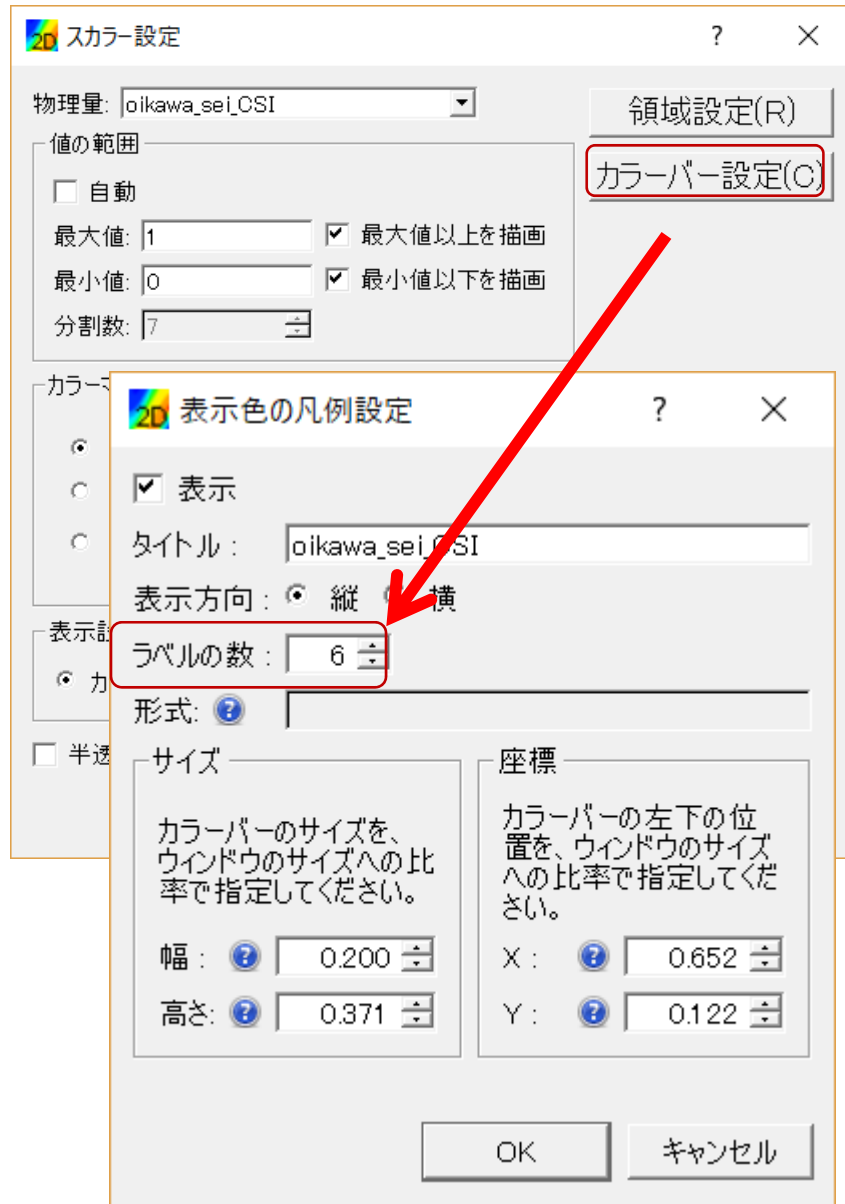 2D スカラー設定 ? ×
物理量: oikawa_sei_CSI
領域設定(R)
値の範囲
カラーバー設定(C)
自動
最大値: 1 最大値以上を描画
最小値: 0 最小値以下を描画
分割数: 7
カラーマ
2D 表示色の凡例設定 ? ×
表示
タイトル : oikawa_sei_CSI
表示方向 : 縦 横
表示設
ラベルの数 : 6
カ
形式: ?
半透
サイズ
カラーバーのサイズを、
ウィンドウのサイズへの比
率で指定してください。
幅 : ? 0.200
高さ: ? 0.371
座標
カラーバーの左下の位
置を、ウィンドウのサイズ
への比率で指定してくだ
さい。
X : ? 0.652
Y : ? 0.122
OK キャンセル